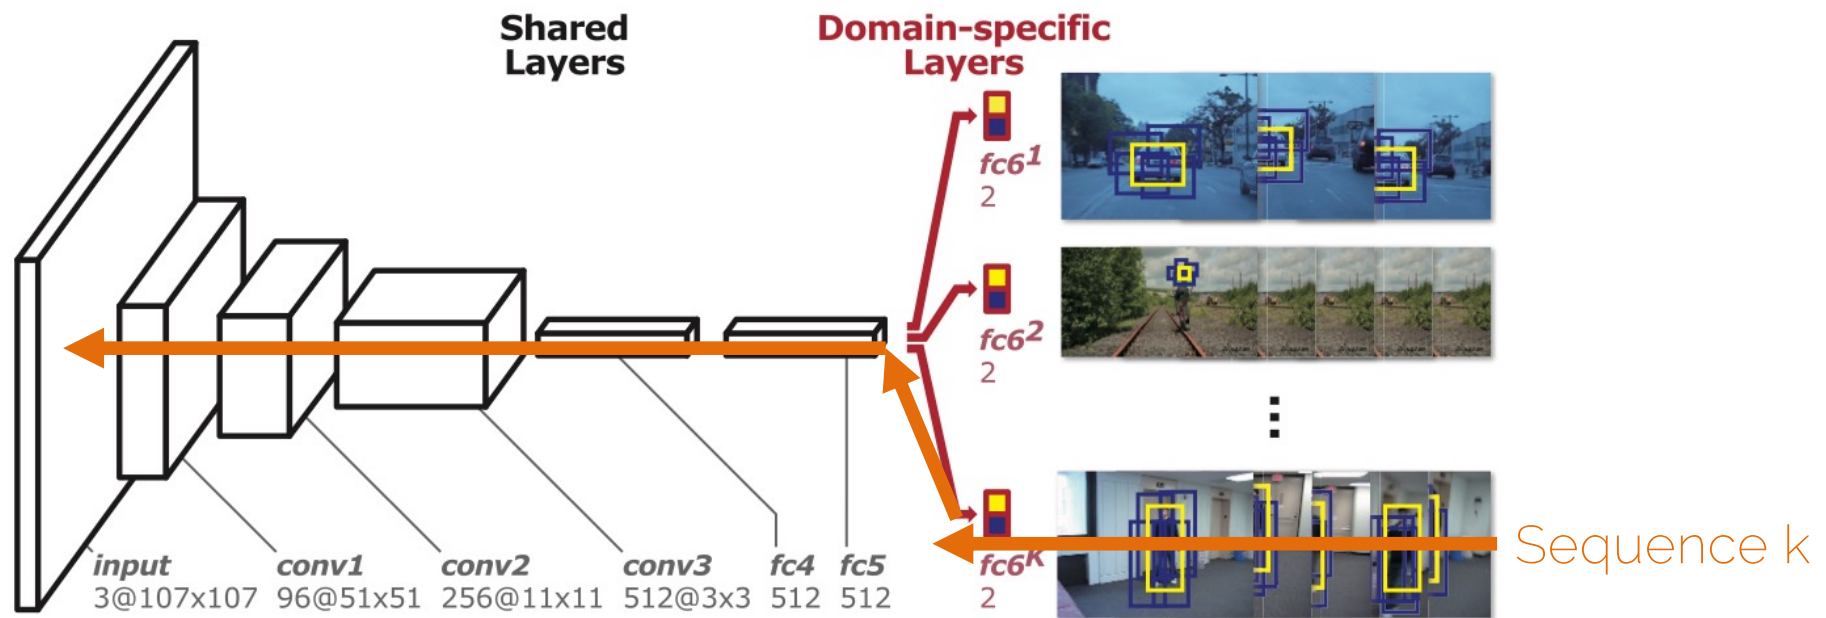 Shared
Layers
Domain-specific
Layers
fc6¹
2
fc6²
2
fc6ᴷ
2
Sequence k
input
3@107x107
conv1
96@51x51
conv2
256@11x11
conv3
512@3x3
fc4
512
fc5
512